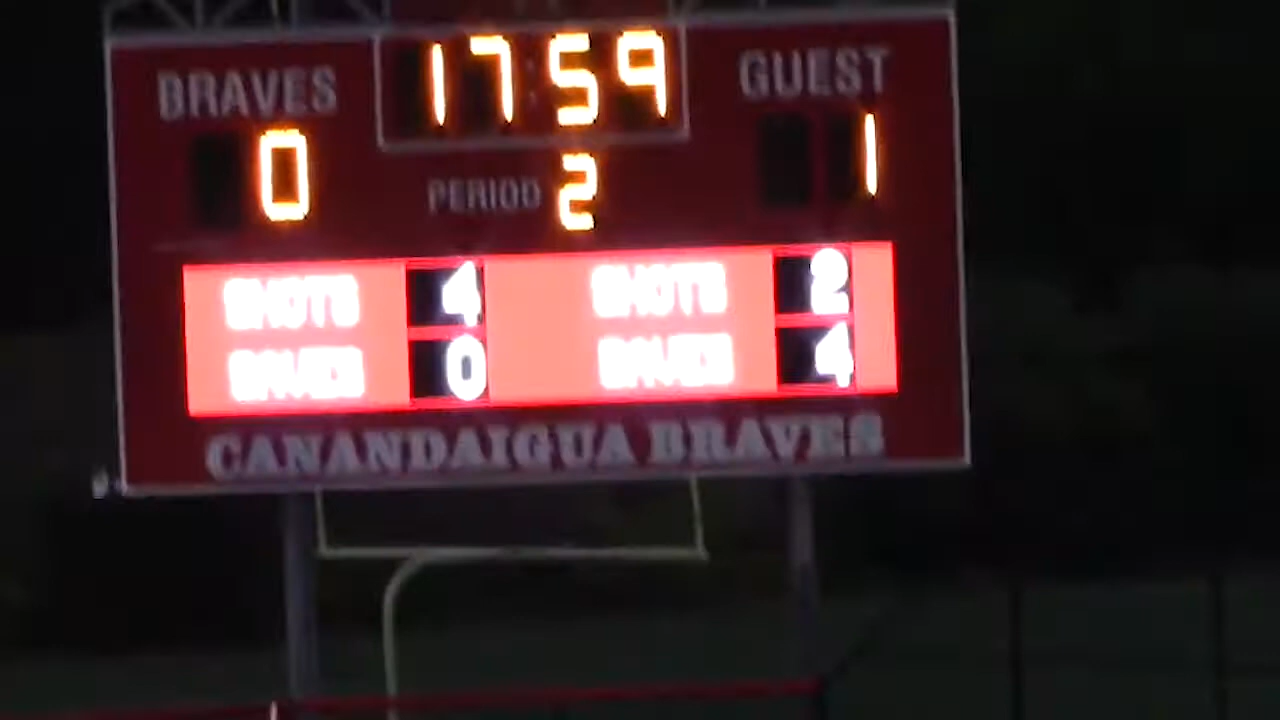 BRAVES 17:59 GUEST
0 PERIOD 2 1
SHOTS 4 SHOTS 2
SAVES 0 SAVES 4
CANANDAIGUA BRAVES